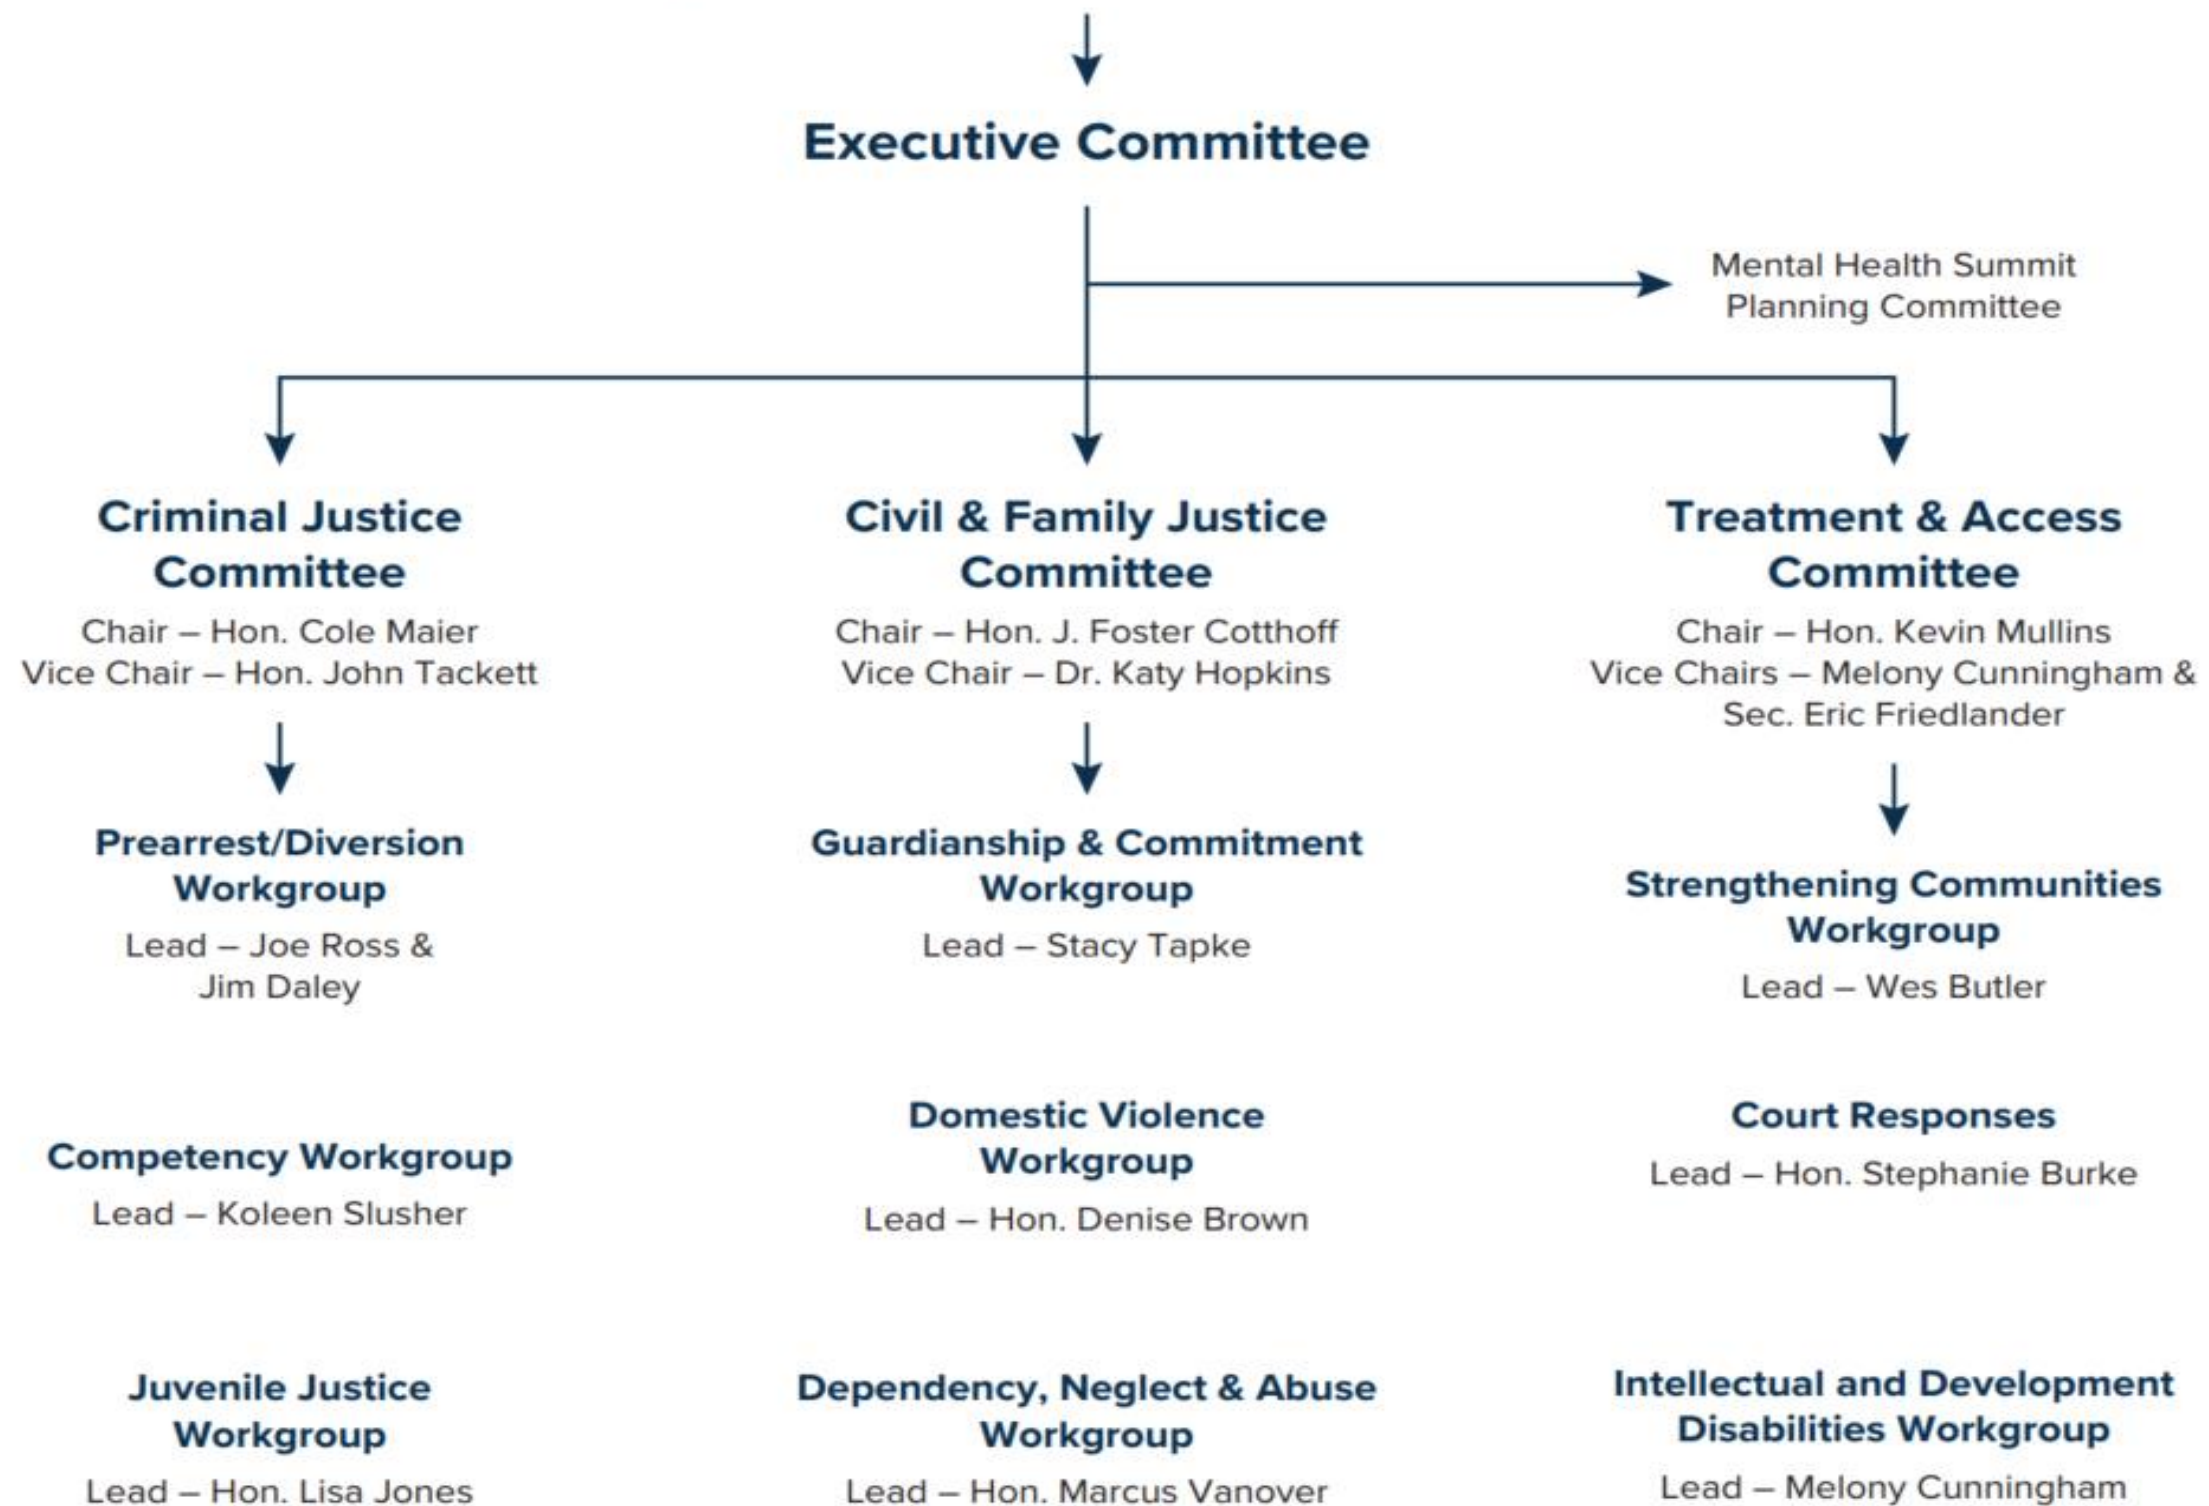 Executive Committee
Mental Health Summit
Planning Committee
Criminal Justice
Committee
Chair – Hon. Cole Maier
Vice Chair – Hon. John Tackett
Prearrest/Diversion
Workgroup
Lead – Joe Ross &
Jim Daley
Competency Workgroup
Lead – Koleen Slusher
Juvenile Justice
Workgroup
Lead – Hon. Lisa Jones
Civil & Family Justice
Committee
Chair – Hon. J. Foster Cotthoff
Vice Chair – Dr. Katy Hopkins
Guardianship & Commitment
Workgroup
Lead – Stacy Tapke
Domestic Violence
Workgroup
Lead – Hon. Denise Brown
Dependency, Neglect & Abuse
Workgroup
Lead – Hon. Marcus Vanover
Treatment & Access
Committee
Chair – Hon. Kevin Mullins
Vice Chairs – Melony Cunningham &
Sec. Eric Friedlander
Strengthening Communities
Workgroup
Lead – Wes Butler
Court Responses
Lead – Hon. Stephanie Burke
Intellectual and Development
Disabilities Workgroup
Lead – Melony Cunningham